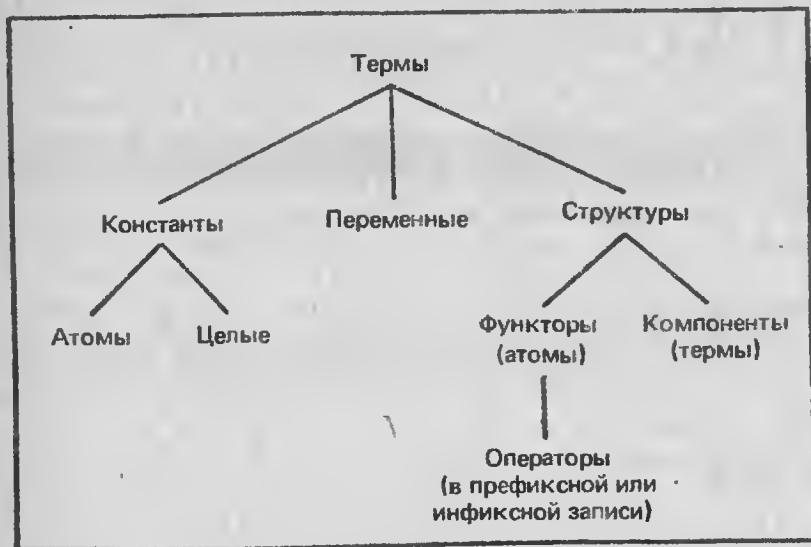 Термы
Константы
Переменные
Структуры
Атомы
Целые
Функторы
(атомы)
Компоненты
(термы)
Операторы
(в префиксной или
инфиксной записи)